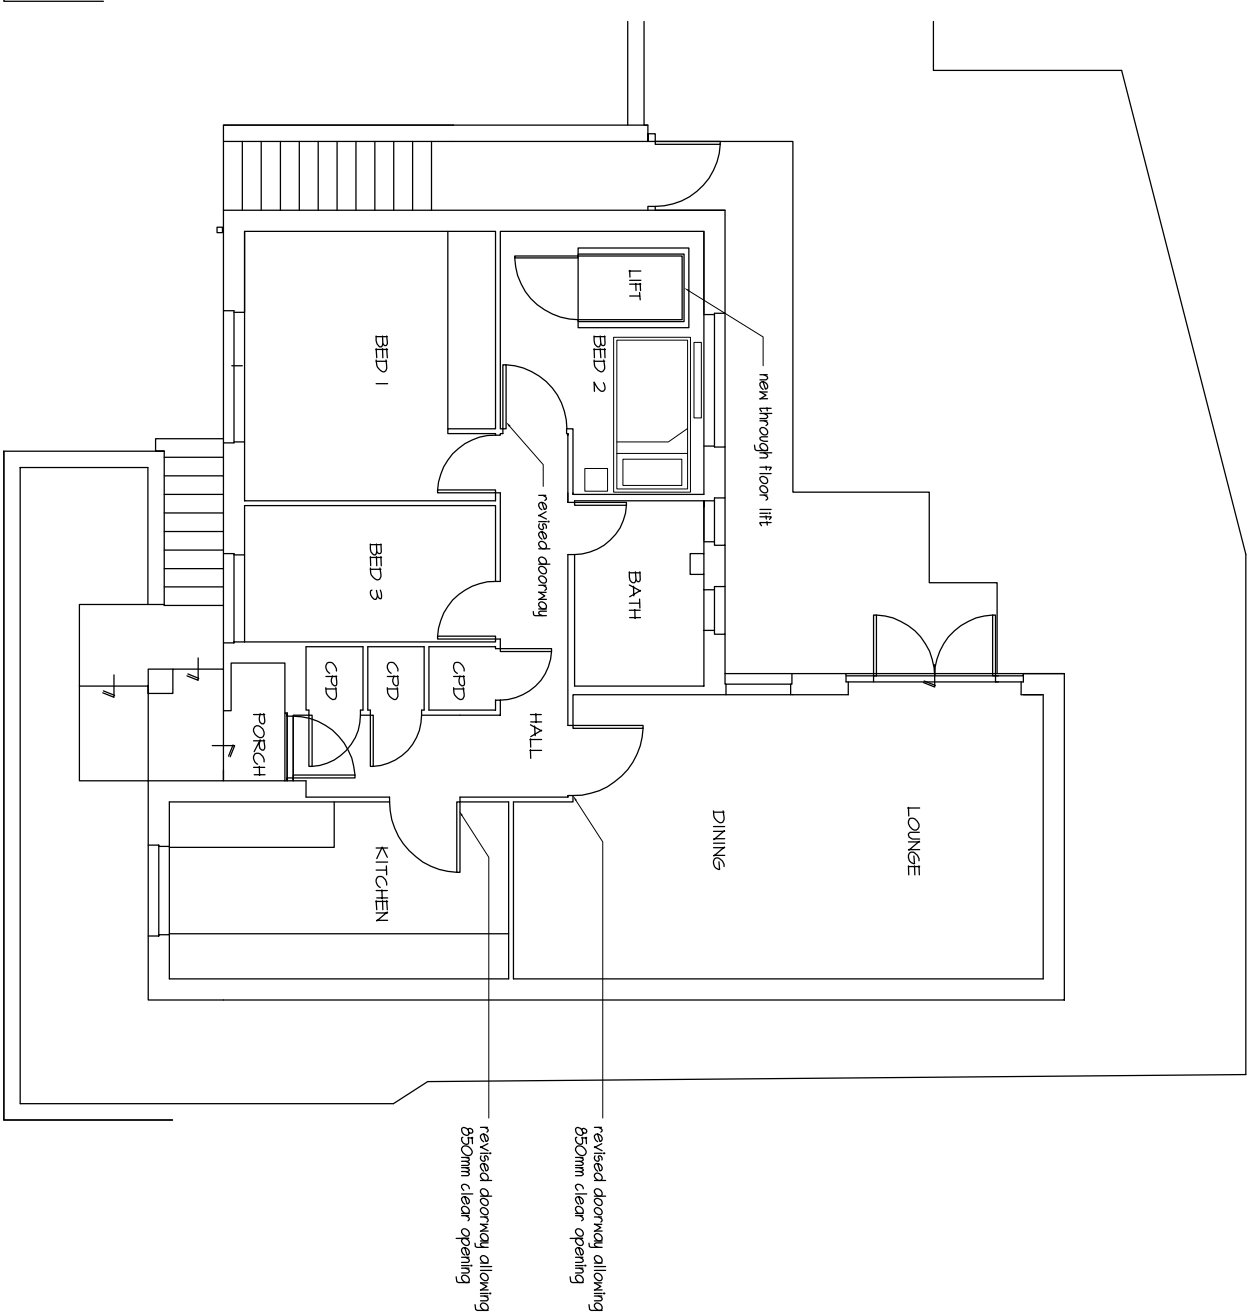 LIFT
BED 2
BED 1
new through floor lift
revised doorway
BED 3
BATH
CPD
CPD
CPD
HALL
PORCH
LOUNGE
DINING
KITCHEN
revised doorway allowing
850mm clear opening
revised doorway allowing
850mm clear opening